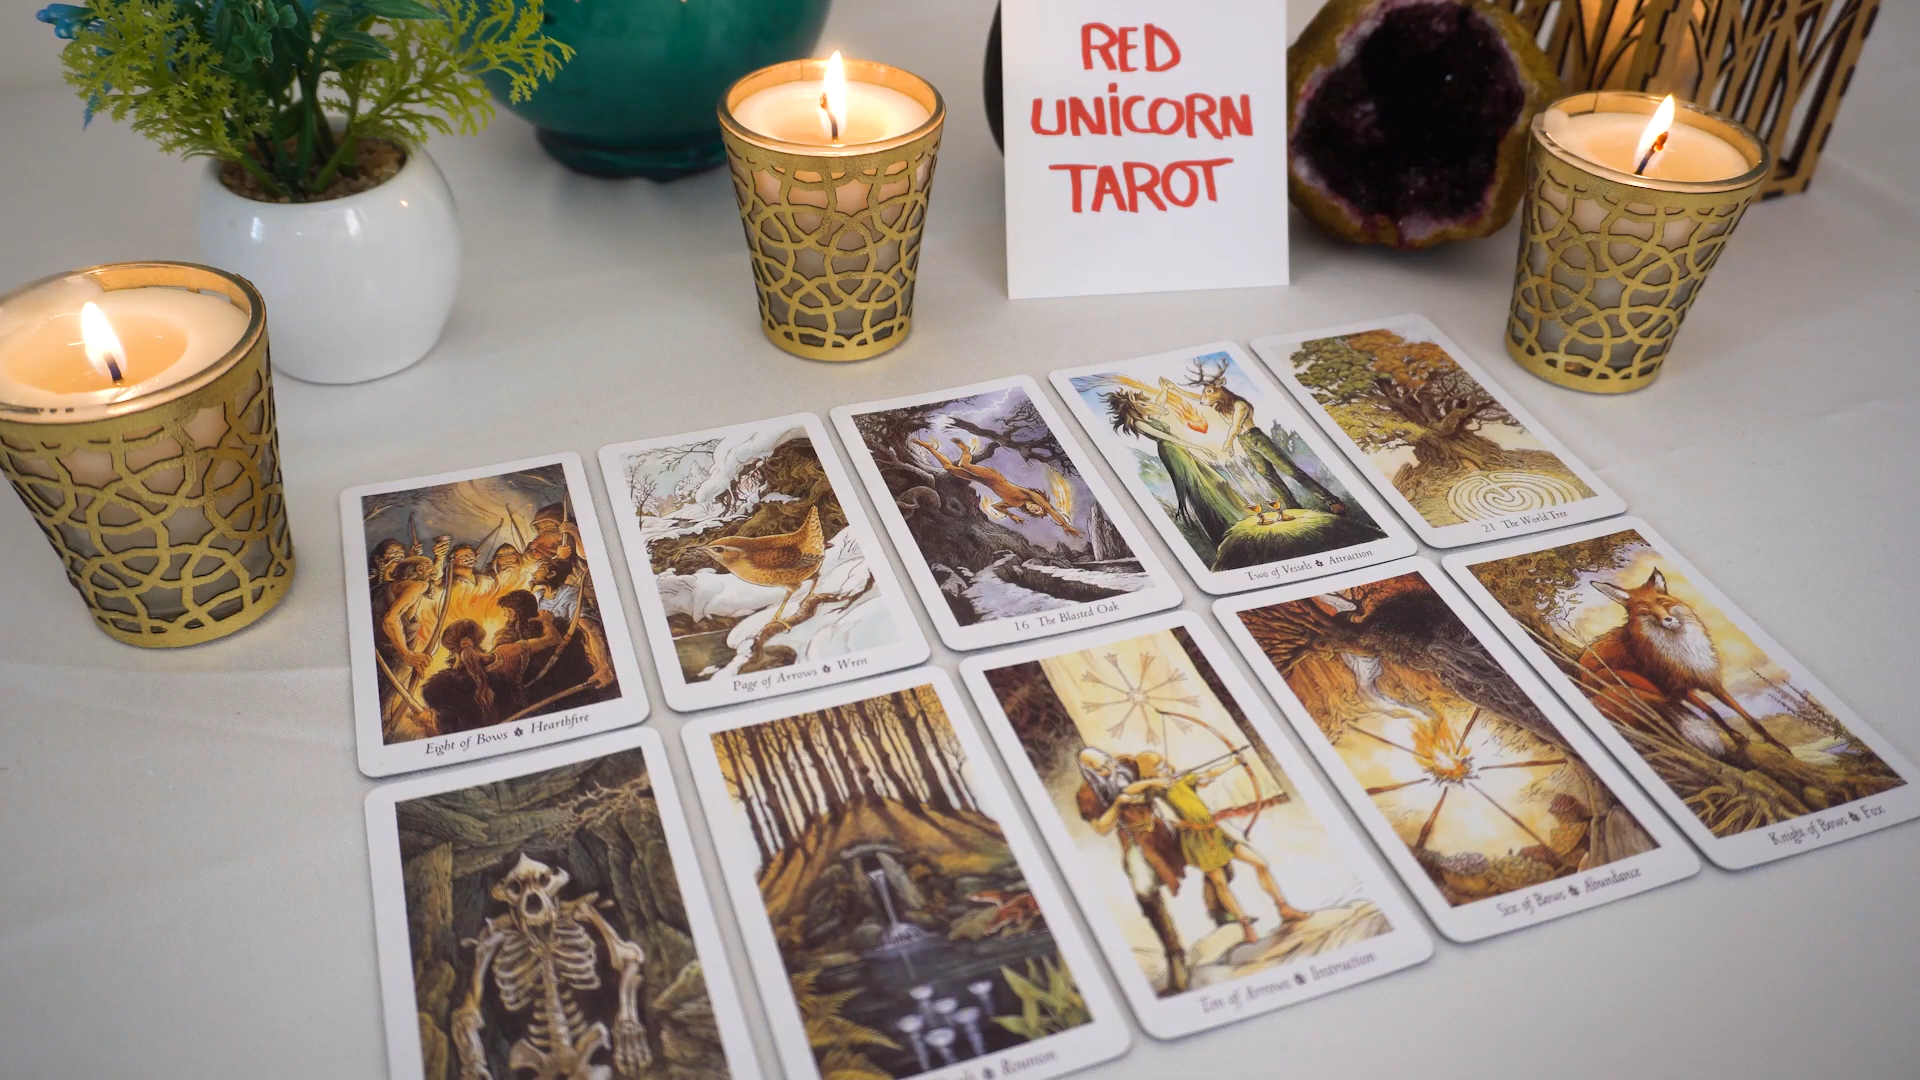 RED
UNiCORN
TAROT
21 The World Tree
Two of Vessels Attraction
16 The Blasted Oak
Page of Arrows Wren
Eight of Bows Hearthfire
Knight of Bows Fox
Six of Bows Abundance
Ten of Arrows Instruction
Reunion